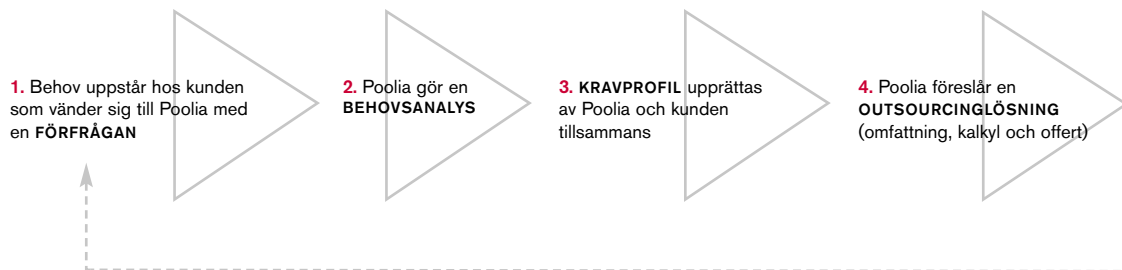 1. Behov uppstår hos kunden
som vänder sig till Poolia med
en FÖRFRÅGAN
2. Poolia gör en
BEHOVSANALYS
3. KRAVPROFIL upprättas
av Poolia och kunden
tillsammans
4. Poolia föreslår en
OUTSOURCINGLÖSNING
(omfattning, kalkyl och offert)